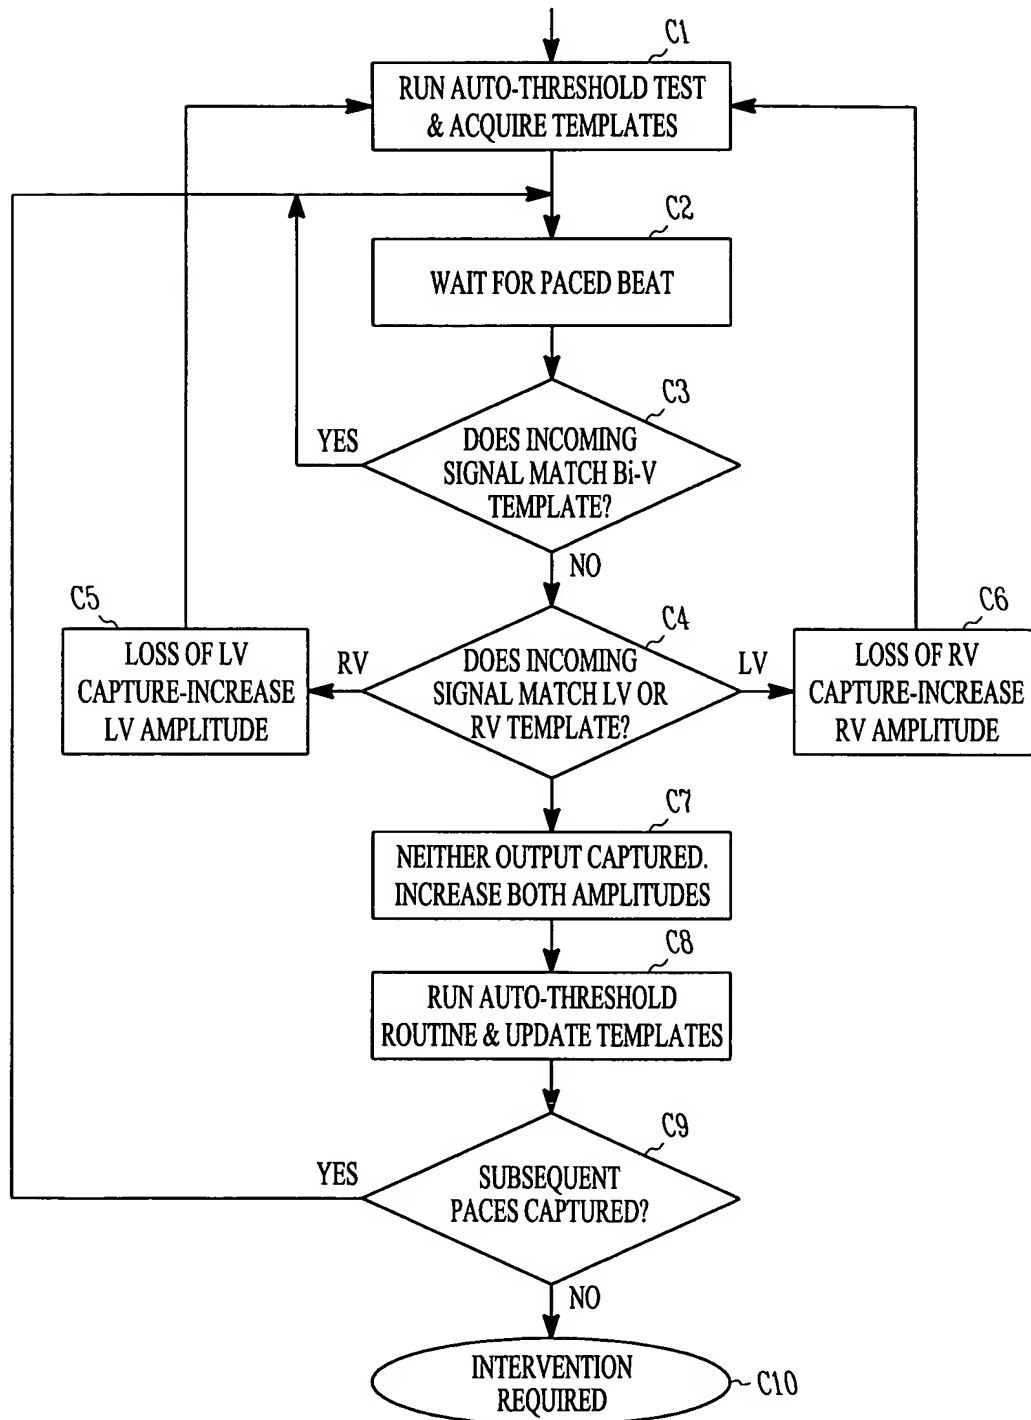 C1
RUN AUTO-THRESHOLD TEST
& ACQUIRE TEMPLATES
C2
WAIT FOR PACED BEAT
C3
YES
DOES INCOMING
SIGNAL MATCH Bi-V
TEMPLATE?
NO
C5
LOSS OF LV
CAPTURE-INCREASE
LV AMPLITUDE
RV
C4
DOES INCOMING
SIGNAL MATCH LV OR
RV TEMPLATE?
LV
C6
LOSS OF RV
CAPTURE-INCREASE
RV AMPLITUDE
C7
NEITHER OUTPUT CAPTURED.
INCREASE BOTH AMPLITUDES
C8
RUN AUTO-THRESHOLD
ROUTINE & UPDATE TEMPLATES
C9
YES
SUBSEQUENT
PACES CAPTURED?
NO
INTERVENTION
REQUIRED
C10